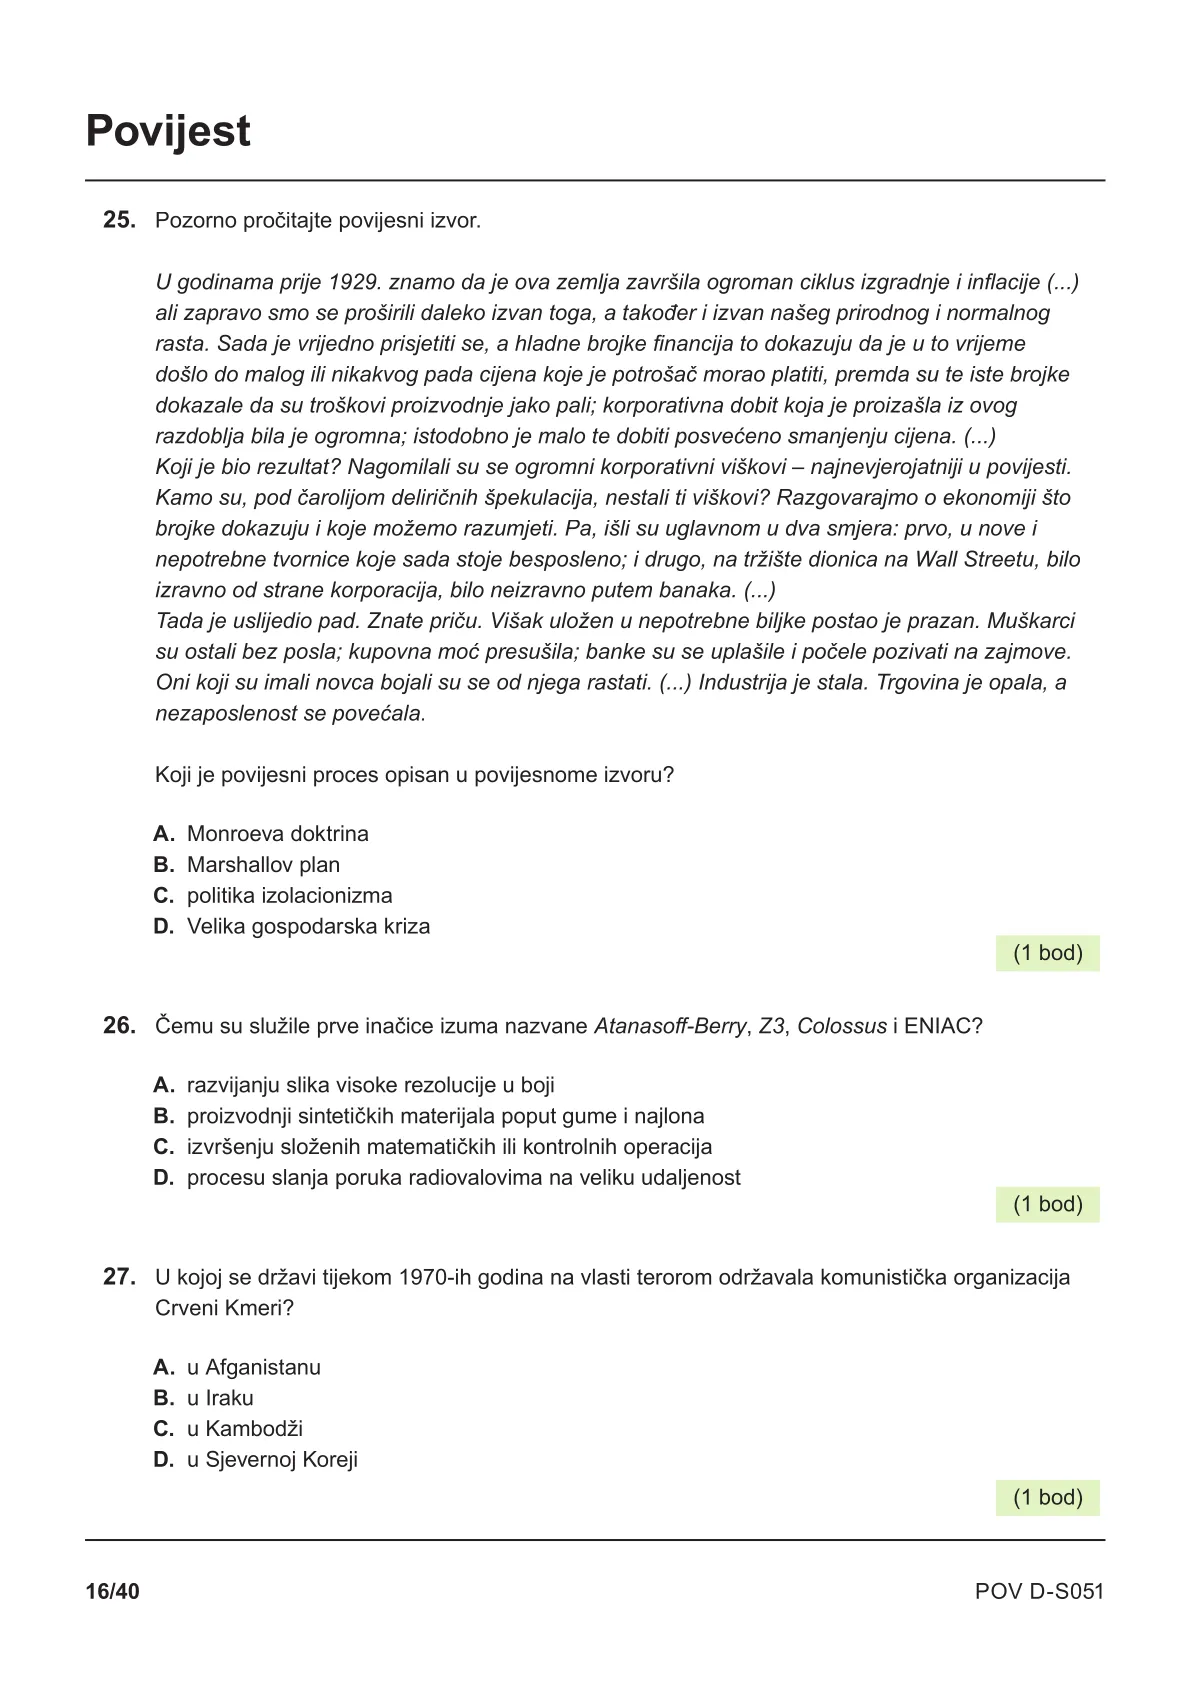 Povijest
25. Pozorno pročitajte povijesni izvor.
U godinama prije 1929. znamo da je ova zemlja završila ogroman ciklus izgradnje i inflacije (...)
ali zapravo smo se proširili daleko izvan toga, a također i izvan našeg prirodnog i normalnog
rasta. Sada je vrijedno prisjetiti se, a hladne brojke financija to dokazuju da je u to vrijeme
došlo do malog ili nikakvog pada cijena koje je potrošač morao platiti, premda su te iste brojke
dokazale da su troškovi proizvodnje jako pali; korporativna dobit koja je proizašla iz ovog
razdoblja bila je ogromna; istodobno je malo te dobiti posvećeno smanjenju cijena. (...)
Koji je bio rezultat? Nagomilali su se ogromni korporativni viškovi – najnevjerojatniji u povijesti.
Kamo su, pod čarolijom deliričnih špekulacija, nestali ti viškovi? Razgovarajmo o ekonomiji što
brojke dokazuju i koje možemo razumjeti. Pa, išli su uglavnom u dva smjera: prvo, u nove i
nepotrebne tvornice koje sada stoje besposleno; i drugo, na tržište dionica na Wall Streetu, bilo
izravno od strane korporacija, bilo neizravno putem banaka. (...)
Tada je uslijedio pad. Znate priču. Višak uložen u nepotrebne biljke postao je prazan. Muškarci
su ostali bez posla; kupovna moć presušila; banke su se uplašile i počele pozivati na zajmove.
Oni koji su imali novca bojali su se od njega rastati. (...) Industrija je stala. Trgovina je opala, a
nezaposlenost se povećala.
Koji je povijesni proces opisan u povijesnome izvoru?
A. Monroeva doktrina
B. Marshallov plan
C. politika izolacionizma
D. Velika gospodarska kriza
(1 bod)
26. Čemu su služile prve inačice izuma nazvane Atanasoff-Berry, Z3, Colossus i ENIAC?
A. razvijanju slika visoke rezolucije u boji
B. proizvodnji sintetičkih materijala poput gume i najlona
C. izvršenju složenih matematičkih ili kontrolnih operacija
D. procesu slanja poruka radiovalovima na veliku udaljenost
(1 bod)
27. U kojoj se državi tijekom 1970-ih godina na vlasti terorom održavala komunistička organizacija
Crveni Kmeri?
A. u Afganistanu
B. u Iraku
C. u Kambodži
D. u Sjevernoj Koreji
(1 bod)
16/40
POV D-S051